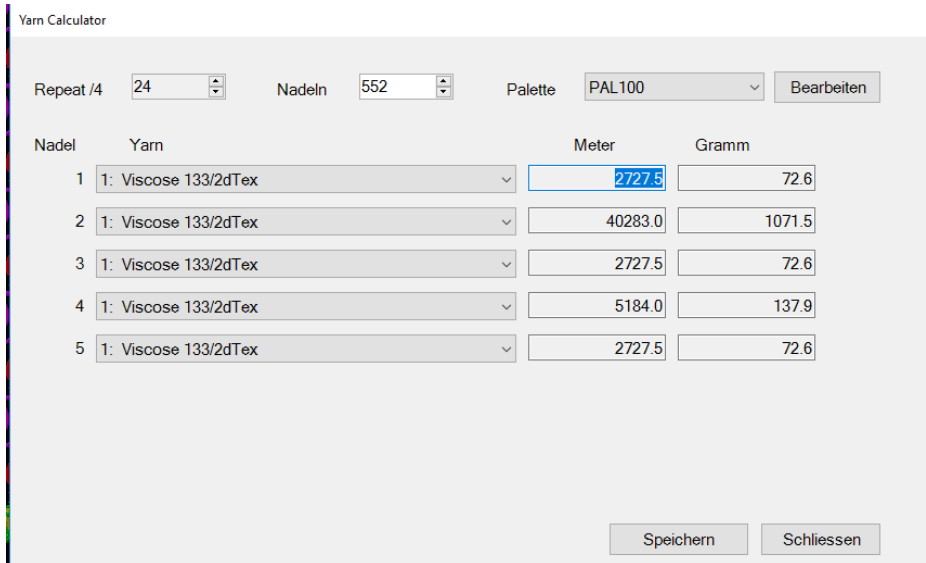 Yarn Calculator
Repeat /4 24 Nadeln 552 Palette PAL100 Bearbeiten
Nadel Yarn Meter Gramm
1 1: Viscose 133/2dTex 2727.5 72.6
2 1: Viscose 133/2dTex 40283.0 1071.5
3 1: Viscose 133/2dTex 2727.5 72.6
4 1: Viscose 133/2dTex 5184.0 137.9
5 1: Viscose 133/2dTex 2727.5 72.6
Speichern Schliessen